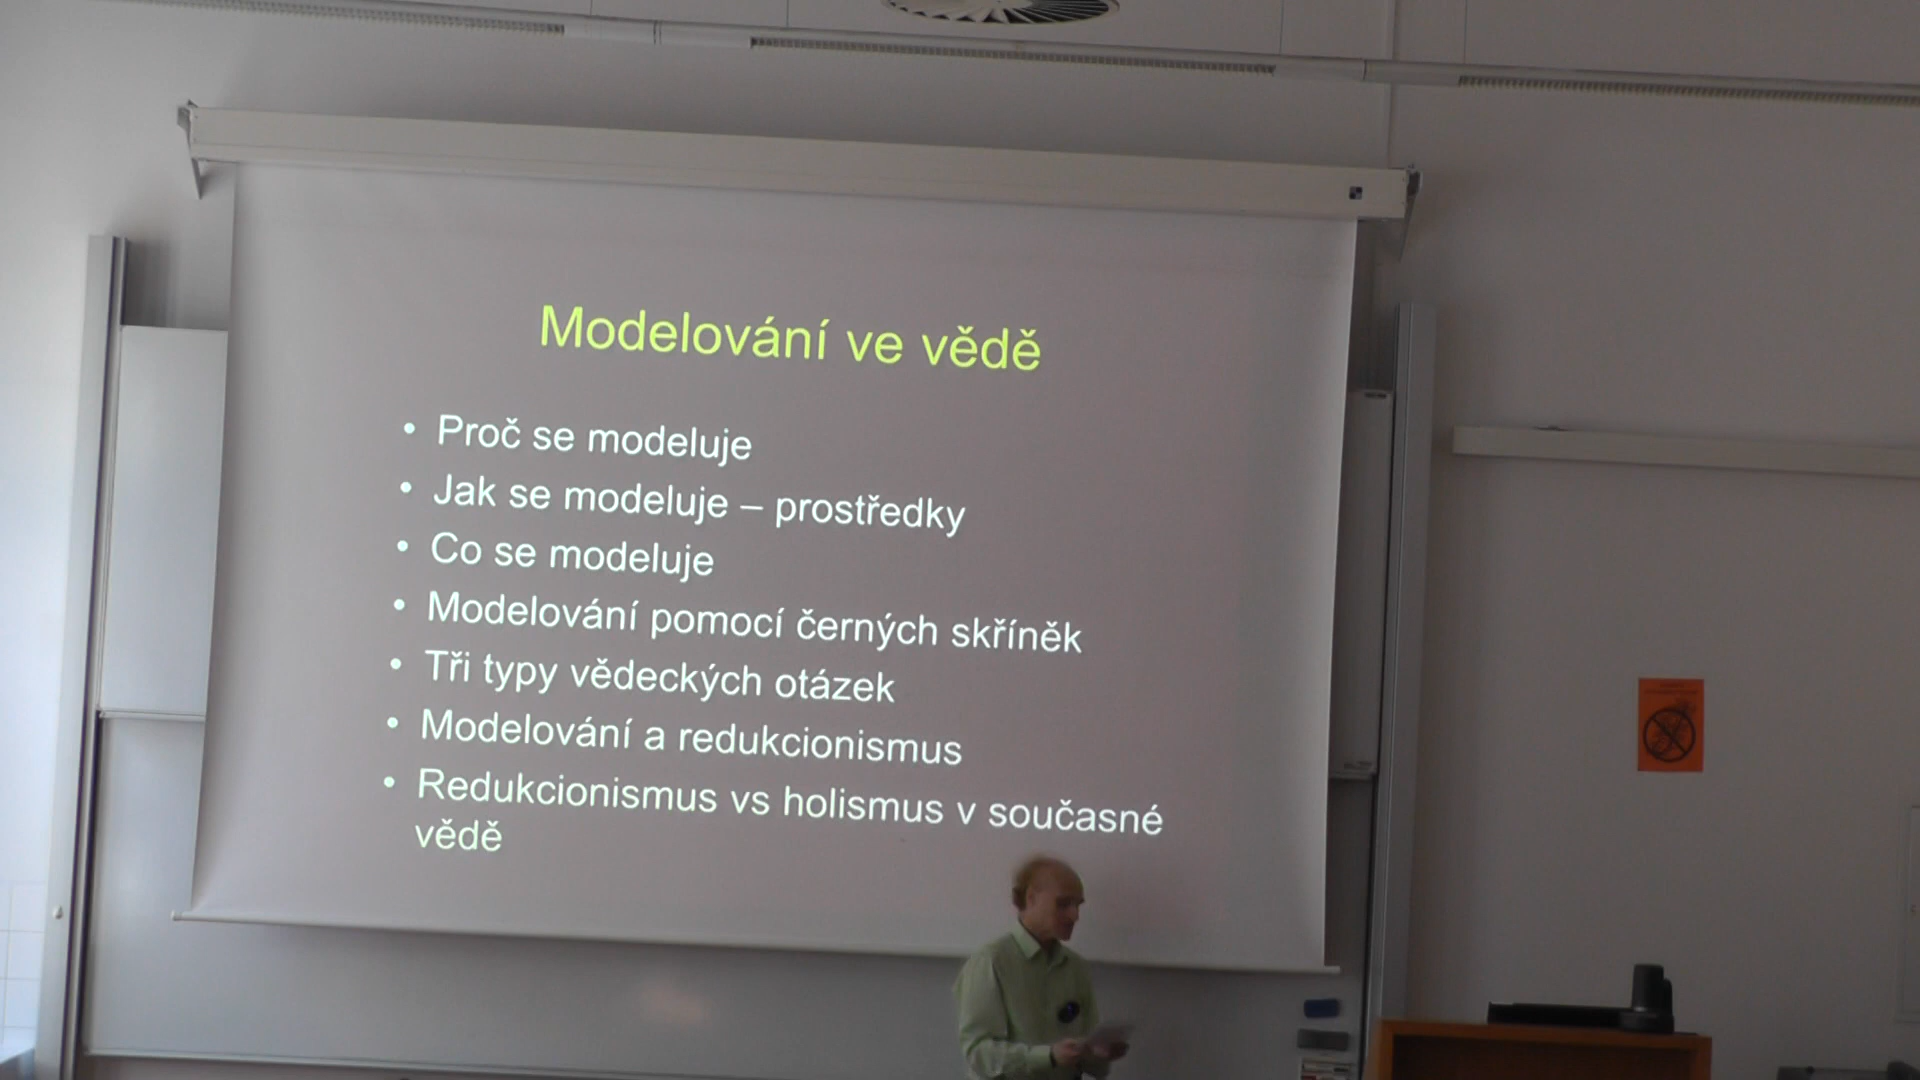 Modelování ve vědě
• Proč se modeluje
• Jak se modeluje – prostředky
• Co se modeluje
• Modelování pomocí černých skříněk
• Tři typy vědeckých otázek
• Modelování a redukcionismus
• Redukcionismus vs holismus v současné
vědě